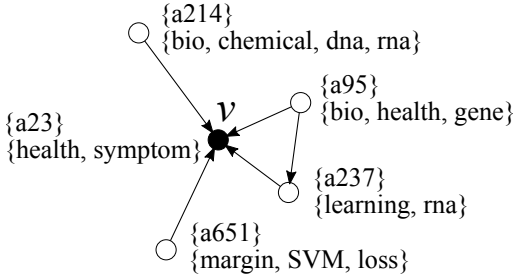 {a214}
{bio, chemical, dna, rna}
{a95}
{bio, health, gene}
v
{a23}
{health, symptom}
{a237}
{learning, rna}
{a651}
{margin, SVM, loss}